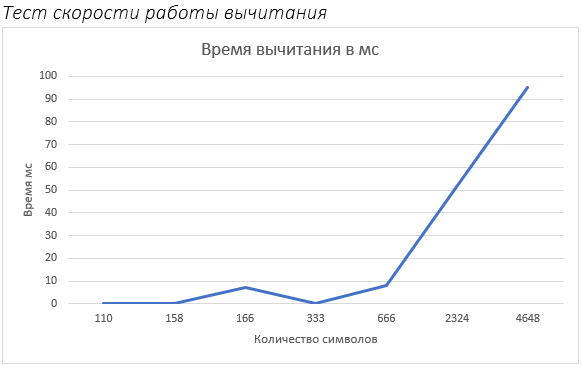 Тест скорости работы вычитания
Время вычитания в мс
100
90
80
70
60
50
40
30
20
10
0
Время мс
110 158 166 333 666 2324 4648
Количество символов